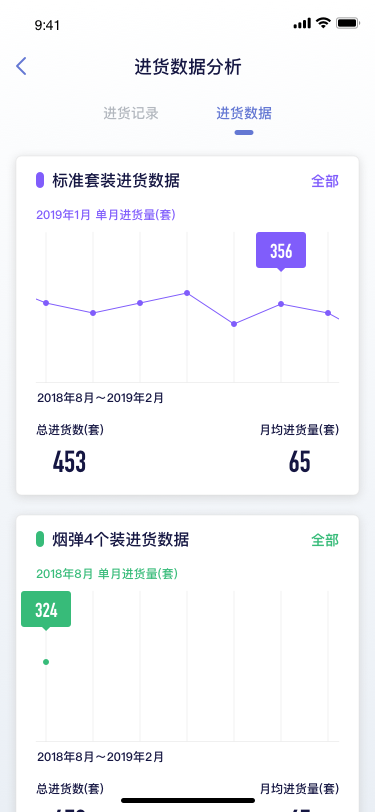 9:41
进货数据分析
进货记录
进货数据
标准套装进货数据
全部
2019年1月 单月进货量(套)
356
2018年8月～2019年2月
总进货数(套)
月均进货量(套)
453
65
烟弹4个装进货数据
全部
2018年8月 单月进货量(套)
324
2018年8月～2019年2月
总进货数(套)
月均进货量(套)